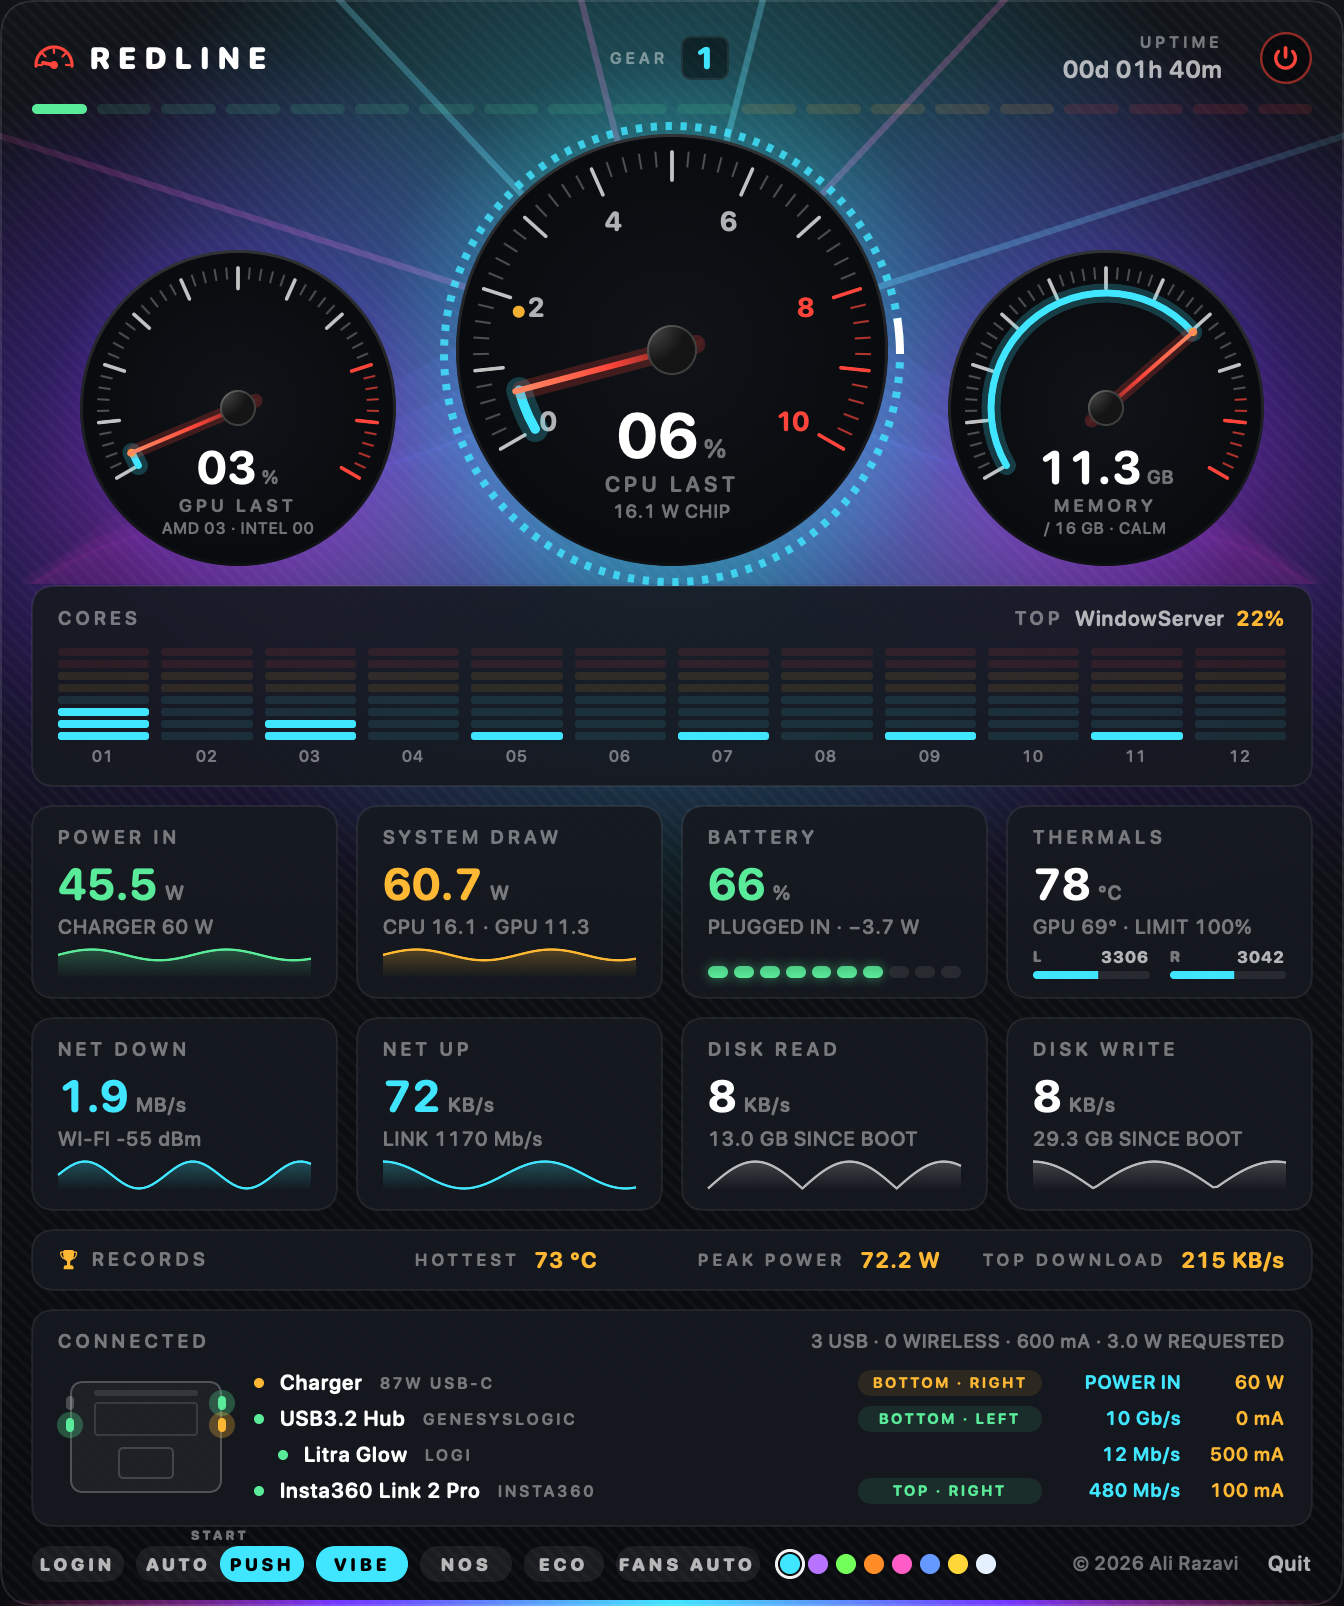 REDLINE
GEAR 1
UPTIME
00d 01h 40m
4 6
2 8
0 10
06 %
CPU LAST
16.1 W CHIP
03 %
GPU LAST
AMD 03 · INTEL 00
11.3 GB
MEMORY
/ 16 GB · CALM
CORES
TOP WindowServer 22%
01 02 03 04 05 06 07 08 09 10 11 12
POWER IN
45.5 W
CHARGER 60 W
SYSTEM DRAW
60.7 W
CPU 16.1 · GPU 11.3
BATTERY
66 %
PLUGGED IN · −3.7 W
THERMALS
78 °C
GPU 69° · LIMIT 100%
L 3306 R 3042
NET DOWN
1.9 MB/s
WI-FI -55 dBm
NET UP
72 KB/s
LINK 1170 Mb/s
DISK READ
8 KB/s
13.0 GB SINCE BOOT
DISK WRITE
8 KB/s
29.3 GB SINCE BOOT
RECORDS
HOTTEST 73 °C
PEAK POWER 72.2 W
TOP DOWNLOAD 215 KB/s
CONNECTED
3 USB · 0 WIRELESS · 600 mA · 3.0 W REQUESTED
Charger 87W USB-C BOTTOM · RIGHT POWER IN 60 W
USB3.2 Hub GENESYSLOGIC BOTTOM · LEFT 10 Gb/s 0 mA
Litra Glow LOGI 12 Mb/s 500 mA
Insta360 Link 2 Pro INSTA360 TOP · RIGHT 480 Mb/s 100 mA
START
LOGIN AUTO PUSH VIBE NOS ECO FANS AUTO
© 2026 Ali Razavi Quit